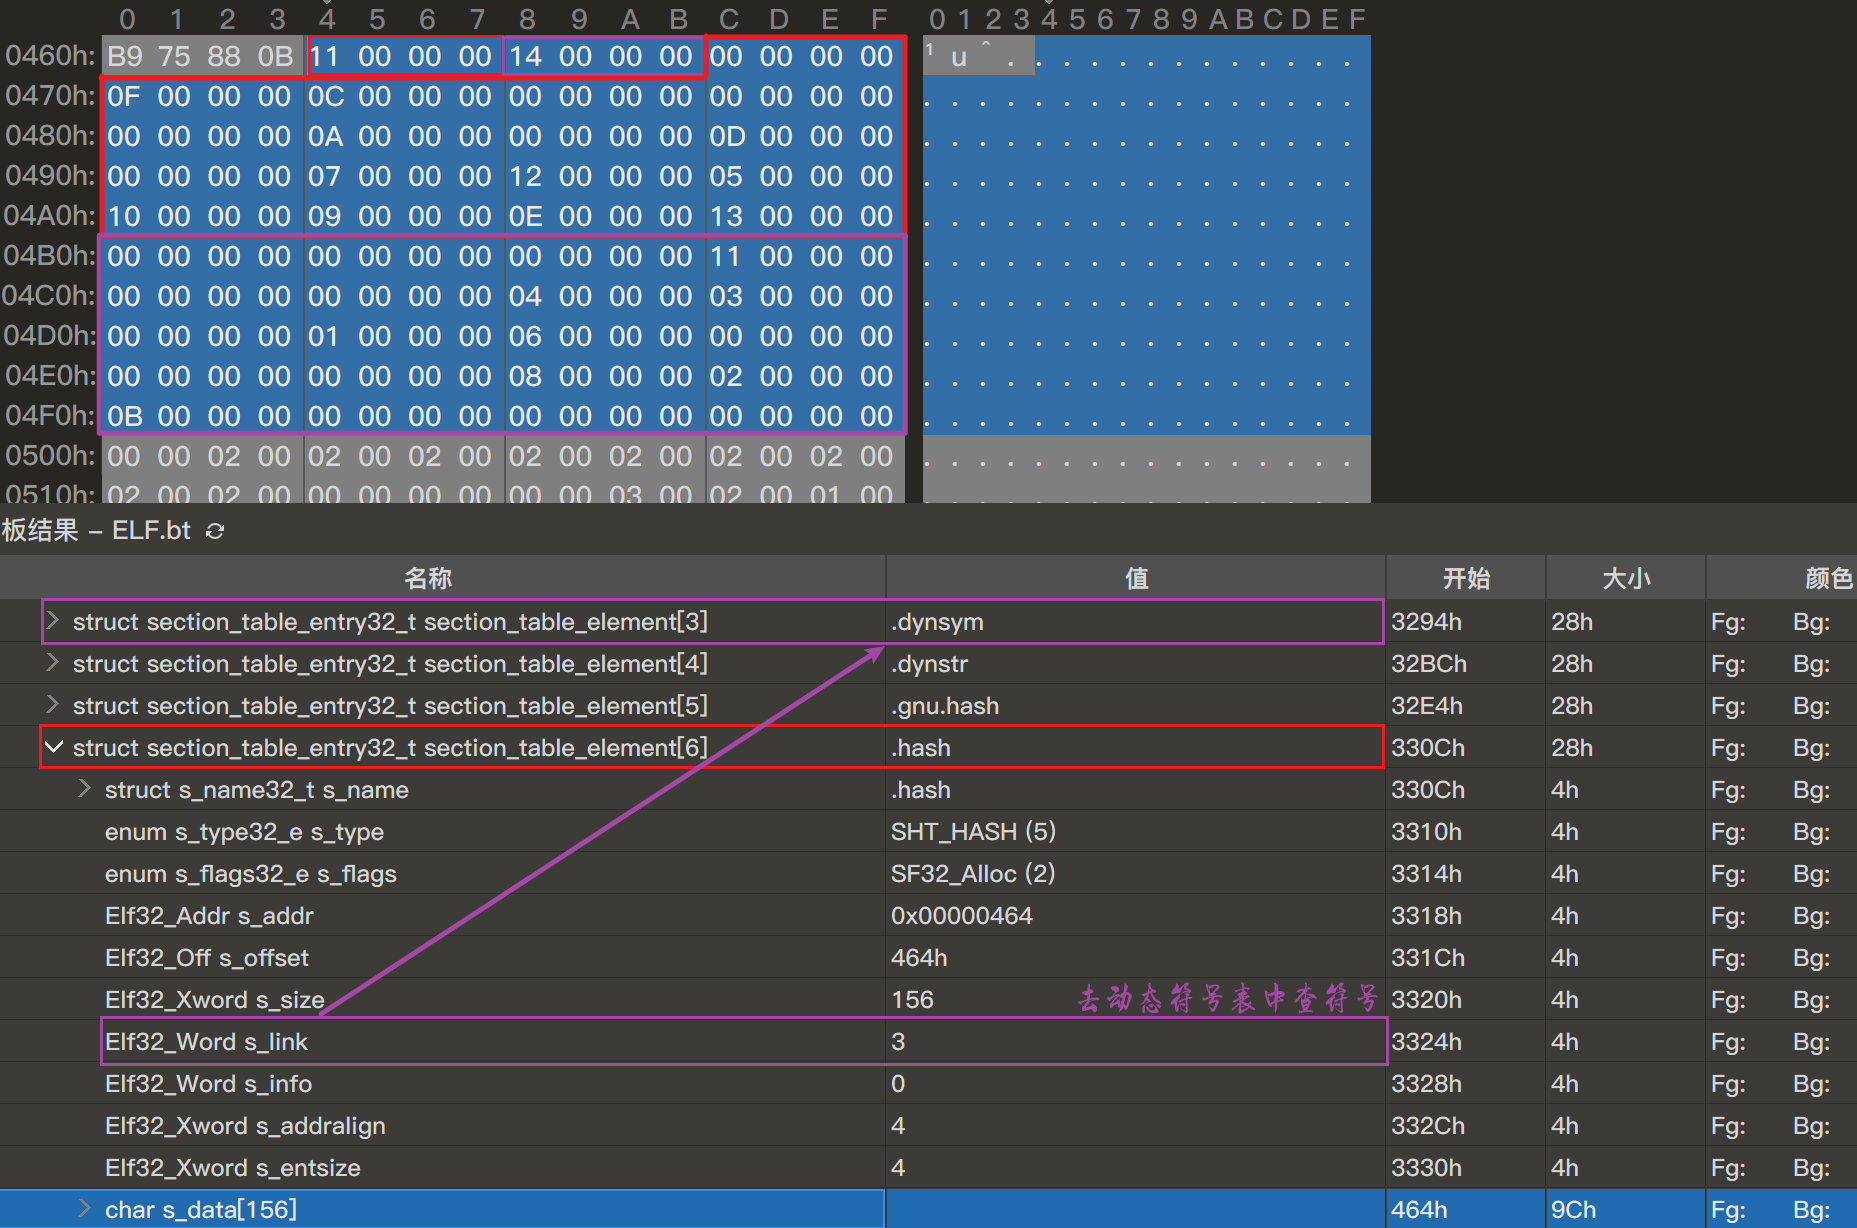 0 1 2 3 4 5 6 7 8 9 A B C D E F 0 1 2 3 4 5 6 7 8 9 A B C D E F
0460h: B9 75 88 0B 11 00 00 00 14 00 00 00 00 00 00 00 ¹uˆ.............
0470h: 0F 00 00 00 0C 00 00 00 00 00 00 00 00 00 00 00 ................
0480h: 00 00 00 00 0A 00 00 00 00 00 00 00 0D 00 00 00 ................
0490h: 00 00 00 00 07 00 00 00 12 00 00 00 05 00 00 00 ................
04A0h: 10 00 00 00 09 00 00 00 0E 00 00 00 13 00 00 00 ................
04B0h: 00 00 00 00 00 00 00 00 00 00 00 00 11 00 00 00 ................
04C0h: 00 00 00 00 00 00 00 00 04 00 00 00 03 00 00 00 ................
04D0h: 00 00 00 00 01 00 00 00 06 00 00 00 00 00 00 00 ................
04E0h: 00 00 00 00 00 00 00 00 08 00 00 00 02 00 00 00 ................
04F0h: 0B 00 00 00 00 00 00 00 00 00 00 00 00 00 00 00 ................
0500h: 00 00 02 00 02 00 02 00 02 00 02 00 02 00 02 00 ................
0510h: 02 00 02 00 00 00 00 00 00 00 03 00 02 00 01 00
板结果 – ELF.bt
名称 值 开始 大小 颜色
struct section_table_entry32_t section_table_element[3] .dynsym 3294h 28h Fg: Bg:
struct section_table_entry32_t section_table_element[4] .dynstr 32BCh 28h Fg: Bg:
struct section_table_entry32_t section_table_element[5] .gnu.hash 32E4h 28h Fg: Bg:
struct section_table_entry32_t section_table_element[6] .hash 330Ch 28h Fg: Bg:
struct s_name32_t s_name .hash 330Ch 4h Fg: Bg:
enum s_type32_e s_type SHT_HASH (5) 3310h 4h Fg: Bg:
enum s_flags32_e s_flags SF32_Alloc (2) 3314h 4h Fg: Bg:
Elf32_Addr s_addr 0x00000464 3318h 4h Fg: Bg:
Elf32_Off s_offset 464h 331Ch 4h Fg: Bg:
Elf32_Xword s_size 156 去动态符号表中查符号 3320h 4h Fg: Bg:
Elf32_Word s_link 3 3324h 4h Fg: Bg:
Elf32_Word s_info 0 3328h 4h Fg: Bg:
Elf32_Xword s_addralign 4 332Ch 4h Fg: Bg:
Elf32_Xword s_entsize 4 3330h 4h Fg: Bg:
char s_data[156] 464h 9Ch Fg: Bg: